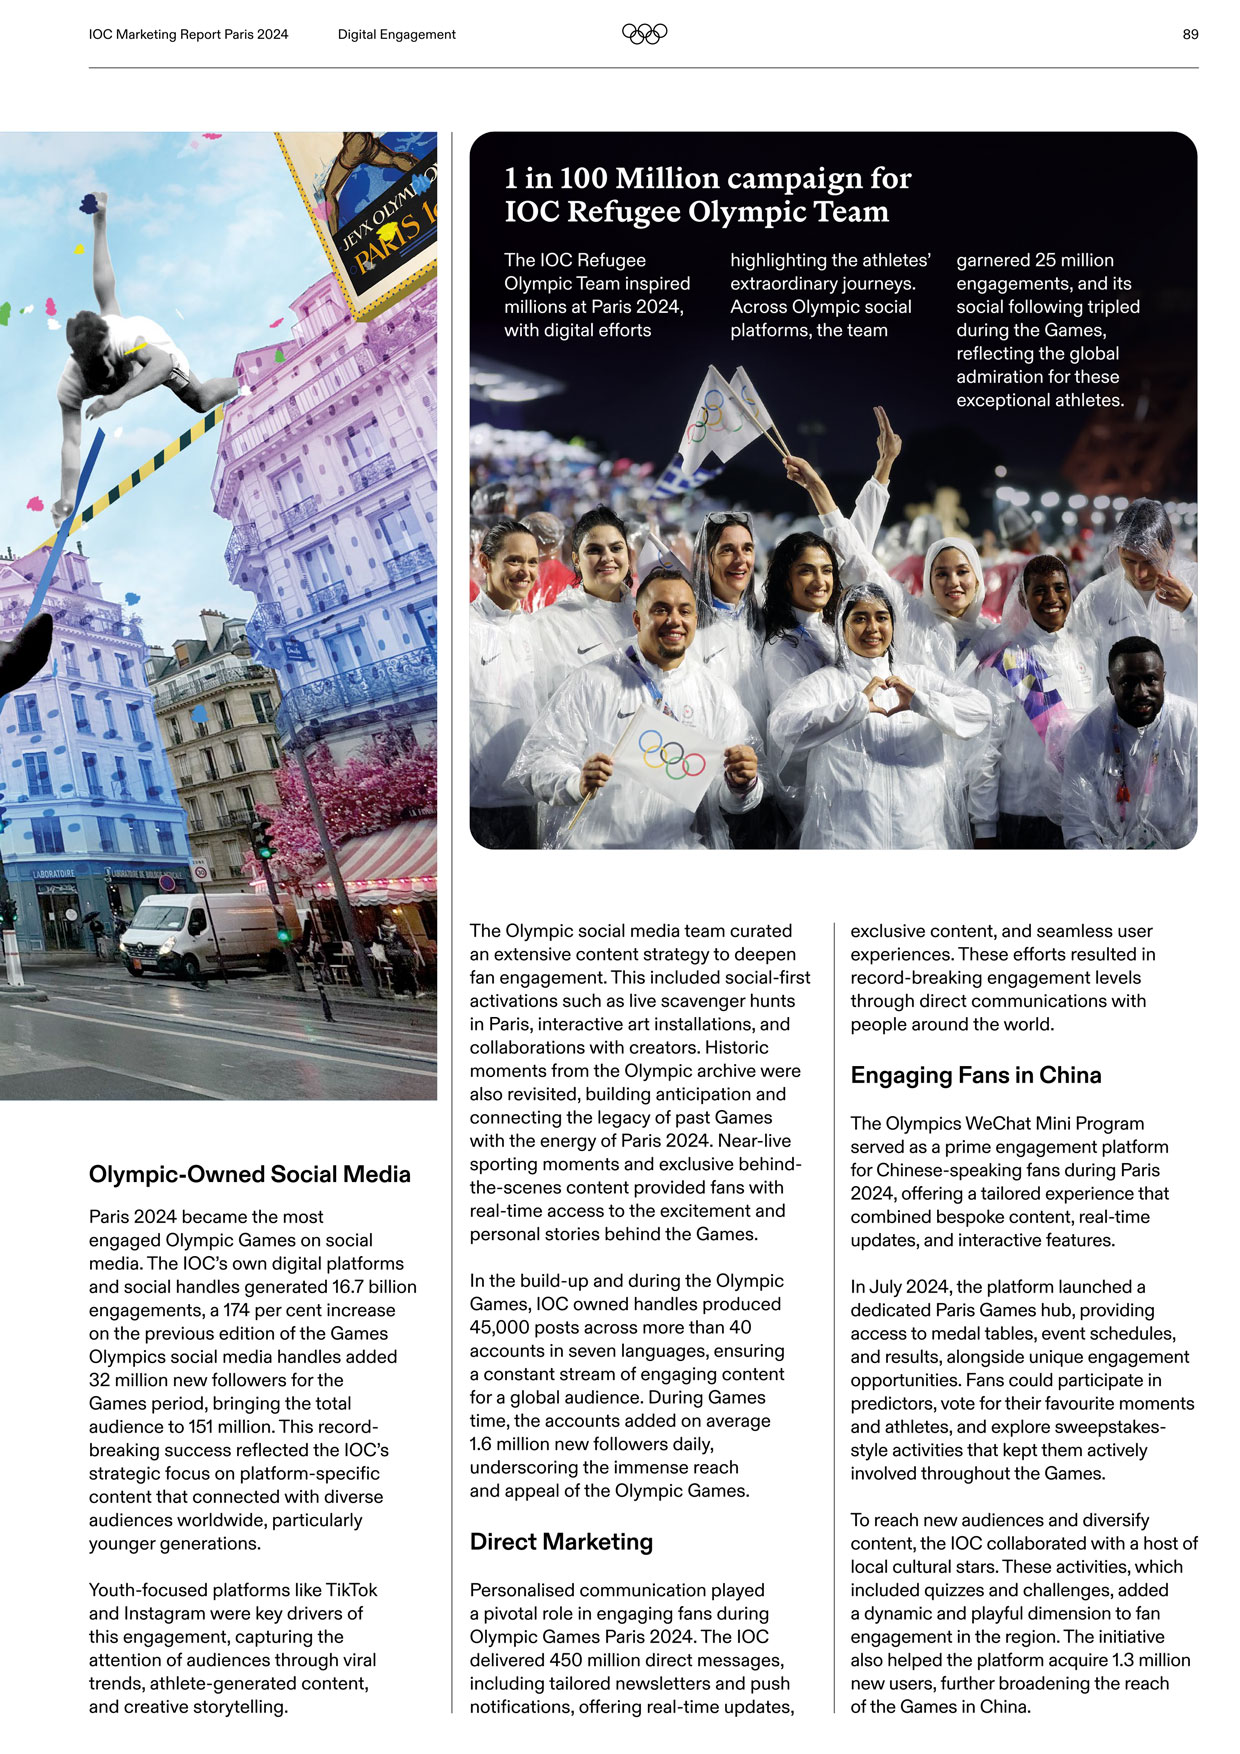 IOC Marketing Report Paris 2024
Digital Engagement
89
JEVX OLYMPIQ
PARIS 1
LABORATOIRE
LABORATOIRE DE BIOLOGIE MÉDICALE
30
1 in 100 Million campaign for
IOC Refugee Olympic Team
The IOC Refugee
Olympic Team inspired
millions at Paris 2024,
with digital efforts
highlighting the athletes’
extraordinary journeys.
Across Olympic social
platforms, the team
garnered 25 million
engagements, and its
social following tripled
during the Games,
reflecting the global
admiration for these
exceptional athletes.
Olympic-Owned Social Media
Paris 2024 became the most
engaged Olympic Games on social
media. The IOC’s own digital platforms
and social handles generated 16.7 billion
engagements, a 174 per cent increase
on the previous edition of the Games
Olympics social media handles added
32 million new followers for the
Games period, bringing the total
audience to 151 million. This record-
breaking success reflected the IOC’s
strategic focus on platform-specific
content that connected with diverse
audiences worldwide, particularly
younger generations.
Youth-focused platforms like TikTok
and Instagram were key drivers of
this engagement, capturing the
attention of audiences through viral
trends, athlete-generated content,
and creative storytelling.
The Olympic social media team curated
an extensive content strategy to deepen
fan engagement. This included social-first
activations such as live scavenger hunts
in Paris, interactive art installations, and
collaborations with creators. Historic
moments from the Olympic archive were
also revisited, building anticipation and
connecting the legacy of past Games
with the energy of Paris 2024. Near-live
sporting moments and exclusive behind-
the-scenes content provided fans with
real-time access to the excitement and
personal stories behind the Games.
In the build-up and during the Olympic
Games, IOC owned handles produced
45,000 posts across more than 40
accounts in seven languages, ensuring
a constant stream of engaging content
for a global audience. During Games
time, the accounts added on average
1.6 million new followers daily,
underscoring the immense reach
and appeal of the Olympic Games.
Direct Marketing
Personalised communication played
a pivotal role in engaging fans during
Olympic Games Paris 2024. The IOC
delivered 450 million direct messages,
including tailored newsletters and push
notifications, offering real-time updates,
exclusive content, and seamless user
experiences. These efforts resulted in
record-breaking engagement levels
through direct communications with
people around the world.
Engaging Fans in China
The Olympics WeChat Mini Program
served as a prime engagement platform
for Chinese-speaking fans during Paris
2024, offering a tailored experience that
combined bespoke content, real-time
updates, and interactive features.
In July 2024, the platform launched a
dedicated Paris Games hub, providing
access to medal tables, event schedules,
and results, alongside unique engagement
opportunities. Fans could participate in
predictors, vote for their favourite moments
and athletes, and explore sweepstakes-
style activities that kept them actively
involved throughout the Games.
To reach new audiences and diversify
content, the IOC collaborated with a host of
local cultural stars. These activities, which
included quizzes and challenges, added
a dynamic and playful dimension to fan
engagement in the region. The initiative
also helped the platform acquire 1.3 million
new users, further broadening the reach
of the Games in China.